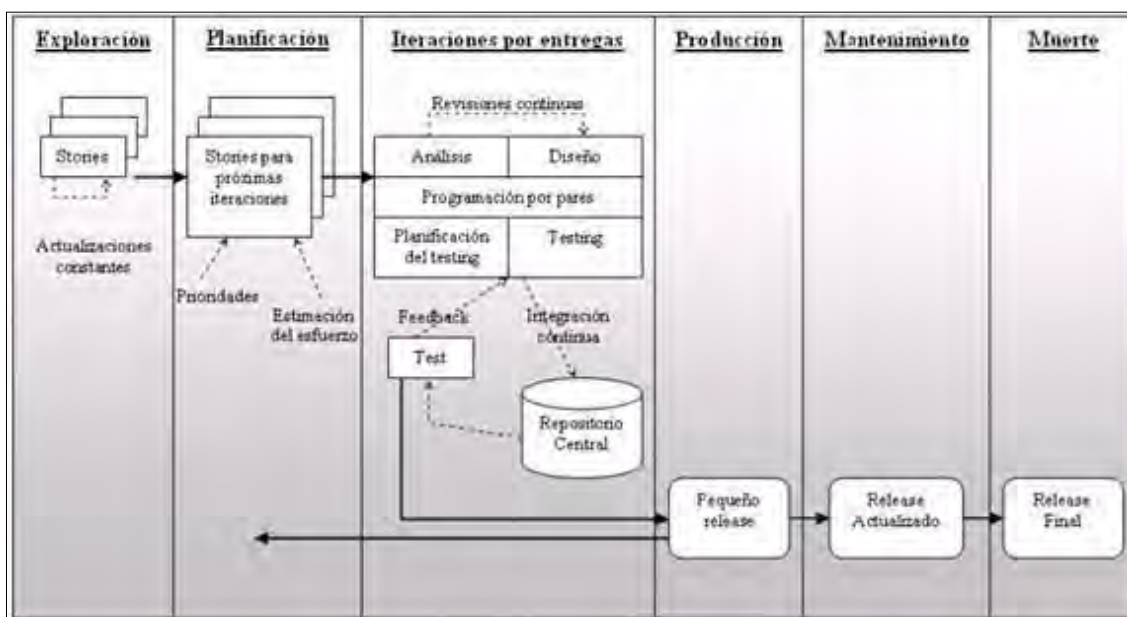 Exploración
Planificación
Iteraciones por entregas
Producción
Mantenimiento
Muerte
Stories
Actualizaciones
constantes
Stories para
próximas
iteraciones
Prioridades
Estimación
del esfuerzo
Revisiones continuas
Análisis
Diseño
Programación por pares
Planificación
del testing
Testing
Feedback
Integración
continua
Test
Repositorio
Central
Pequeño
release
Release
Actualizado
Release
Final